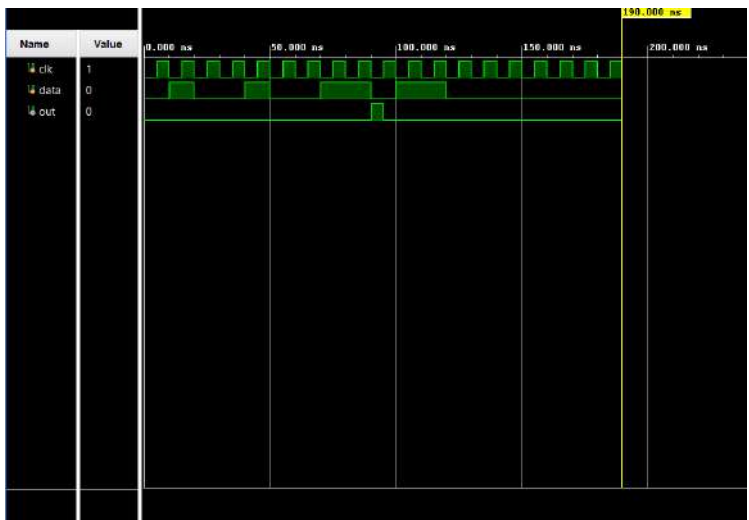 190.000 ns
Name Value 0.000 ns 50.000 ns 100.000 ns 150.000 ns 200.000 ns
clk 1
data 0
out 0